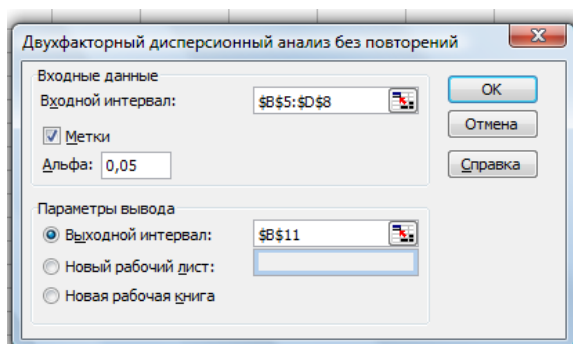 Двухфакторный дисперсионный анализ без повторений
Входные данные
Входной интервал: $B$5:$D$8
Метки
Альфа: 0,05
OK
Отмена
Справка
Параметры вывода
Выходной интервал: $B$11
Новый рабочий лист:
Новая рабочая книга